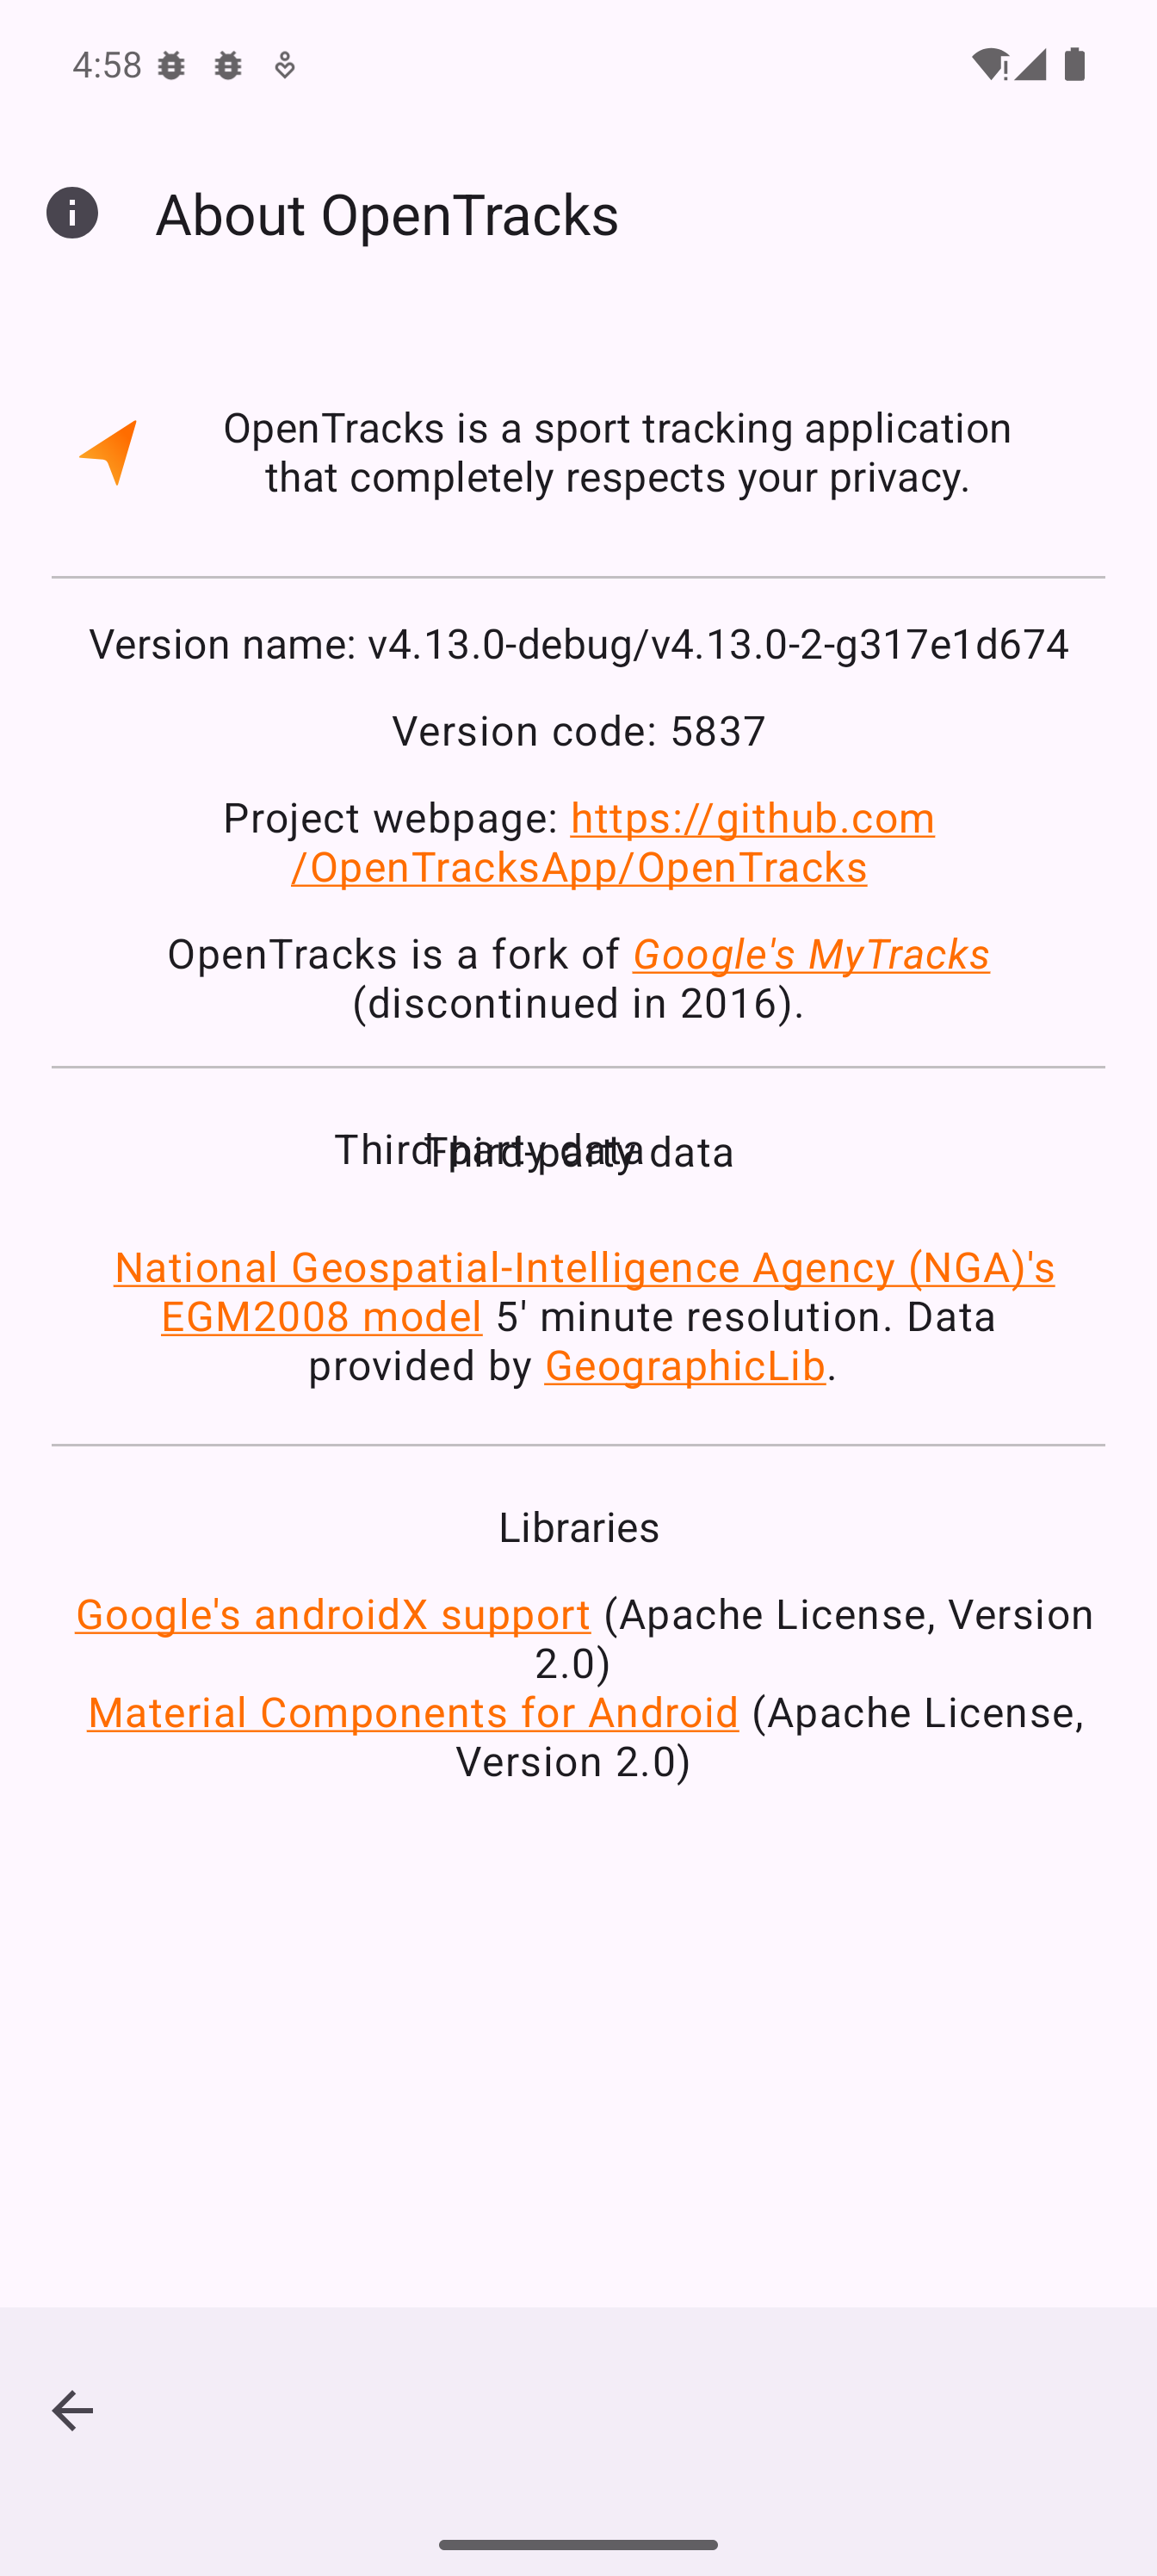 4:58
About OpenTracks
OpenTracks is a sport tracking application
that completely respects your privacy.
Version name: v4.13.0-debug/v4.13.0-2-g317e1d674
Version code: 5837
Project webpage: https://github.com
/OpenTracksApp/OpenTracks
OpenTracks is a fork of Google's MyTracks
(discontinued in 2016).
Third-party data
Third-party data
National Geospatial-Intelligence Agency (NGA)'s
EGM2008 model 5' minute resolution. Data
provided by GeographicLib.
Libraries
Google's androidX support (Apache License, Version
2.0)
Material Components for Android (Apache License,
Version 2.0)